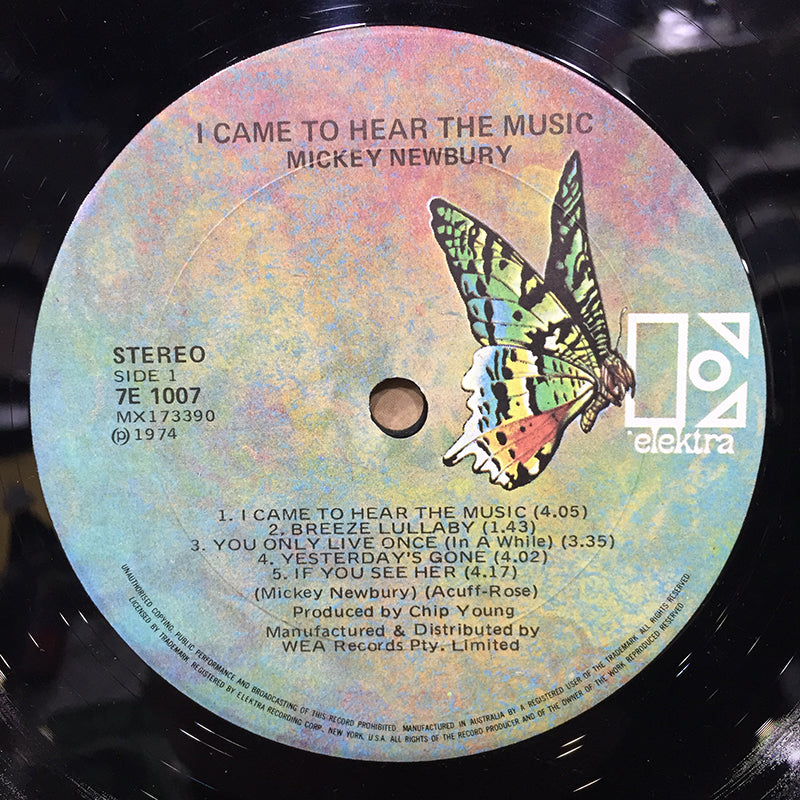 I CAME TO HEAR THE MUSIC
MICKEY NEWBURY
STEREO
SIDE 1
7E 1007
MX173390
℗ 1974
elektra
1. I CAME TO HEAR THE MUSIC (4.05)
2. BREEZE LULLABY (1.43)
3. YOU ONLY LIVE ONCE (In A While) (3.35)
4. YESTERDAY'S GONE (4.02)
5. IF YOU SEE HER (4.17)
(Mickey Newbury) (Acuff-Rose)
Produced by Chip Young
Manufactured & Distributed by
WEA Records Pty. Limited
UNAUTHORISED COPYING, PUBLIC PERFORMANCE AND BROADCASTING OF THIS RECORD PROHIBITED. MANUFACTURED IN AUSTRALIA BY A REGISTERED USER OF THE TRADEMARK. ALL RIGHTS RESERVED.
LICENSED BY TRADEMARK REGISTERED BY ELEKTRA RECORDING CORP. NEW YORK, U.S.A. ALL RIGHTS OF THE RECORD PRODUCER AND OF THE OWNER OF THE WORK REPRODUCED RESERVED.